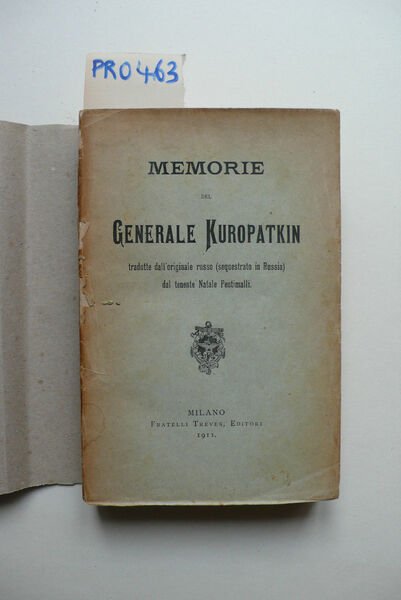 PRO463
MEMORIE
DEL
GENERALE KUROPATKIN
tradotte dall'originale russo (sequestrato in Russia)
dal tenente Natale Pentimalli.
MILANO
FRATELLI TREVES, EDITORI
1911.